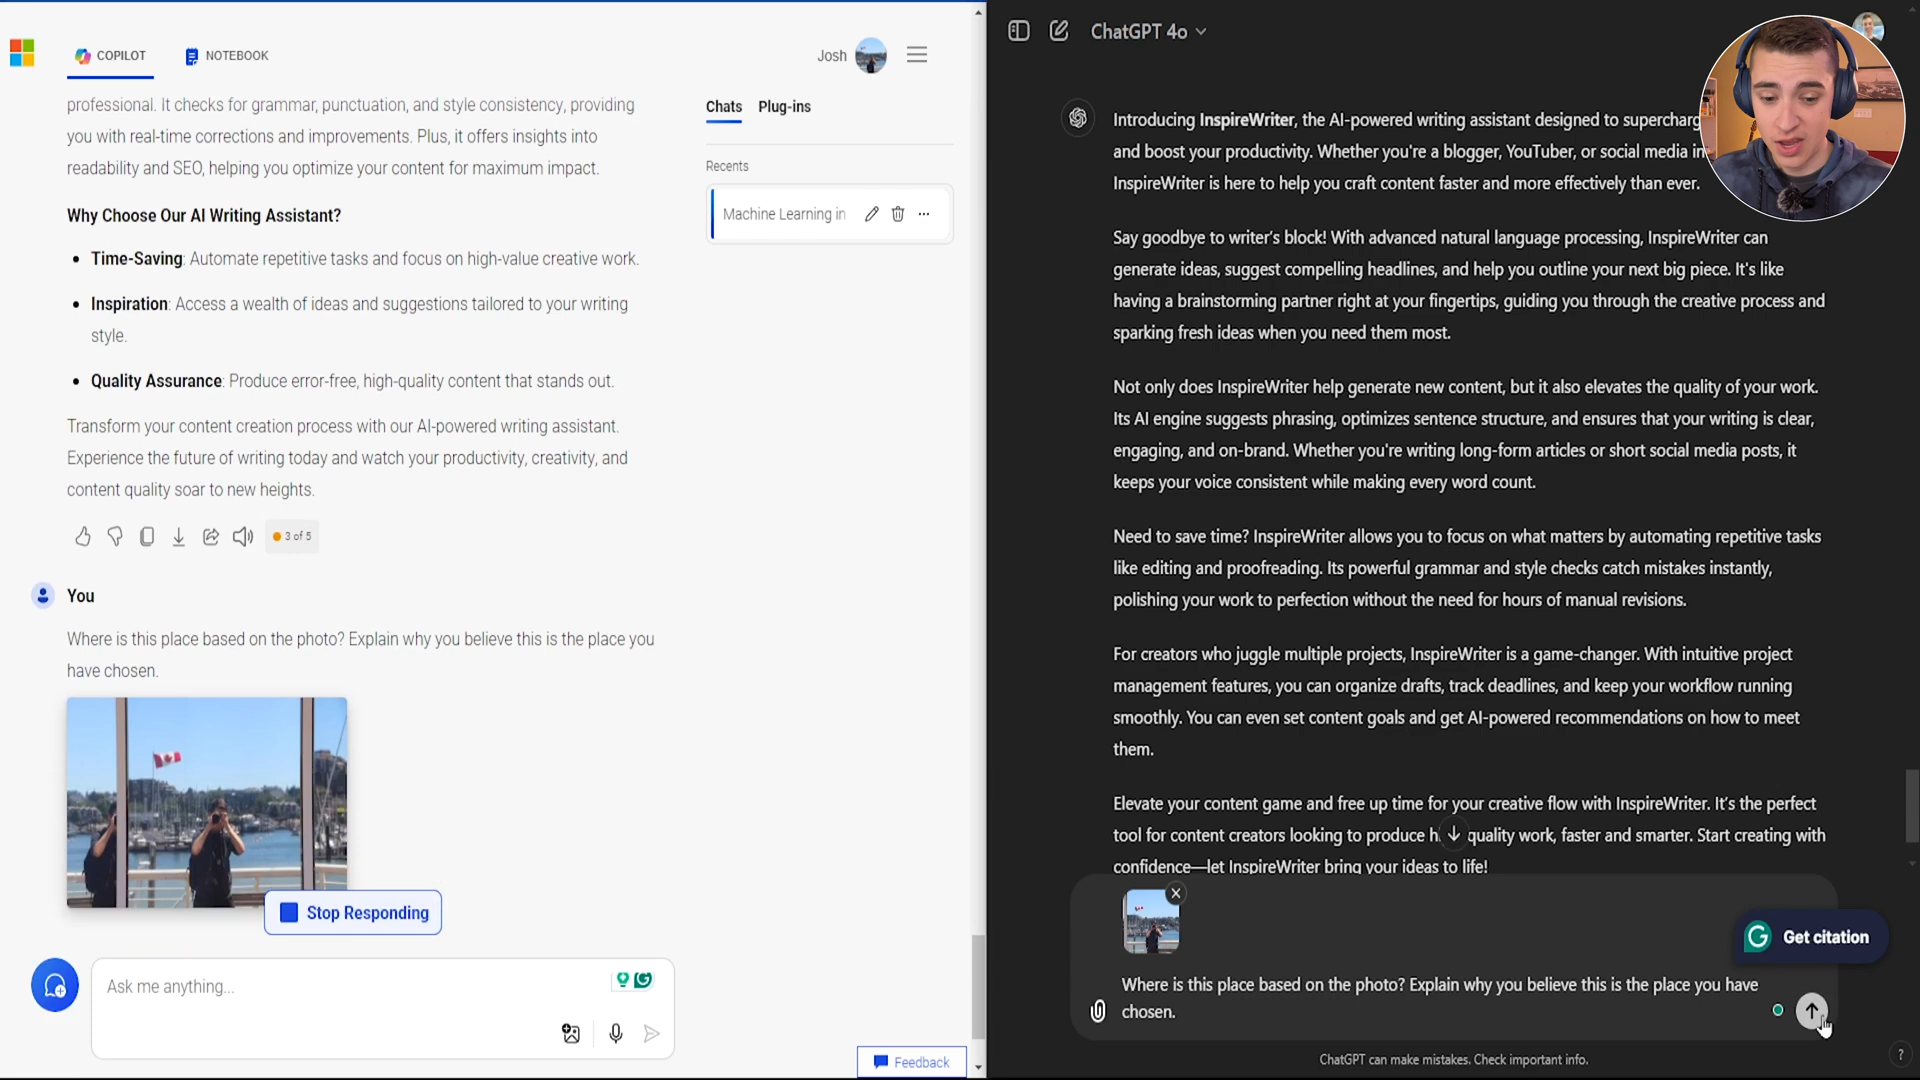 COPILOT
NOTEBOOK
Josh
professional. It checks for grammar, punctuation, and style consistency, providing
you with real-time corrections and improvements. Plus, it offers insights into
readability and SEO, helping you optimize your content for maximum impact.
Why Choose Our AI Writing Assistant?
• Time-Saving: Automate repetitive tasks and focus on high-value creative work.
• Inspiration: Access a wealth of ideas and suggestions tailored to your writing
style.
• Quality Assurance: Produce error-free, high-quality content that stands out.
Transform your content creation process with our AI-powered writing assistant.
Experience the future of writing today and watch your productivity, creativity, and
content quality soar to new heights.
3 of 5
You
Where is this place based on the photo? Explain why you believe this is the place you
have chosen.
Stop Responding
Ask me anything...
Feedback
Chats
Plug-ins
Recents
Machine Learning in
ChatGPT 4o
Introducing InspireWriter, the AI-powered writing assistant designed to supercharg
and boost your productivity. Whether you're a blogger, YouTuber, or social media in
InspireWriter is here to help you craft content faster and more effectively than ever.
Say goodbye to writer's block! With advanced natural language processing, InspireWriter can
generate ideas, suggest compelling headlines, and help you outline your next big piece. It's like
having a brainstorming partner right at your fingertips, guiding you through the creative process and
sparking fresh ideas when you need them most.
Not only does InspireWriter help generate new content, but it also elevates the quality of your work.
Its AI engine suggests phrasing, optimizes sentence structure, and ensures that your writing is clear,
engaging, and on-brand. Whether you're writing long-form articles or short social media posts, it
keeps your voice consistent while making every word count.
Need to save time? InspireWriter allows you to focus on what matters by automating repetitive tasks
like editing and proofreading. Its powerful grammar and style checks catch mistakes instantly,
polishing your work to perfection without the need for hours of manual revisions.
For creators who juggle multiple projects, InspireWriter is a game-changer. With intuitive project
management features, you can organize drafts, track deadlines, and keep your workflow running
smoothly. You can even set content goals and get AI-powered recommendations on how to meet
them.
Elevate your content game and free up time for your creative flow with InspireWriter. It's the perfect
tool for content creators looking to produce h quality work, faster and smarter. Start creating with
confidence—let InspireWriter bring your ideas to life!
Get citation
Where is this place based on the photo? Explain why you believe this is the place you have
chosen.
ChatGPT can make mistakes. Check important info.
?